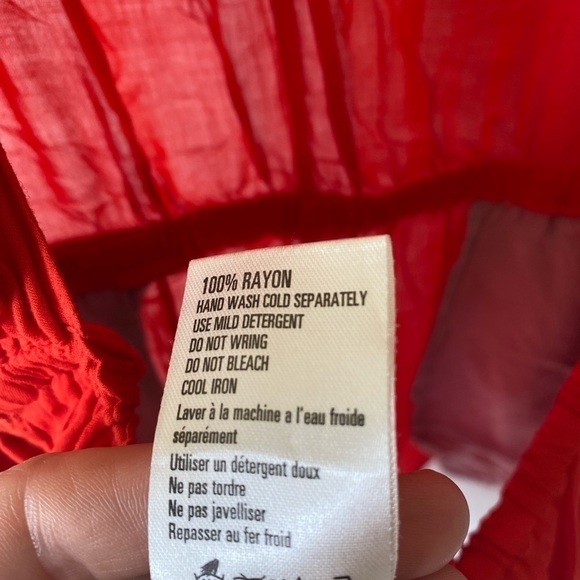 100% RAYON
HAND WASH COLD SEPARATELY
USE MILD DETERGENT
DO NOT WRING
DO NOT BLEACH
COOL IRON
Laver à la machine a l'eau froide
séparément
Utiliser un détergent doux
Ne pas tordre
Ne pas javelliser
Repasser au fer froid